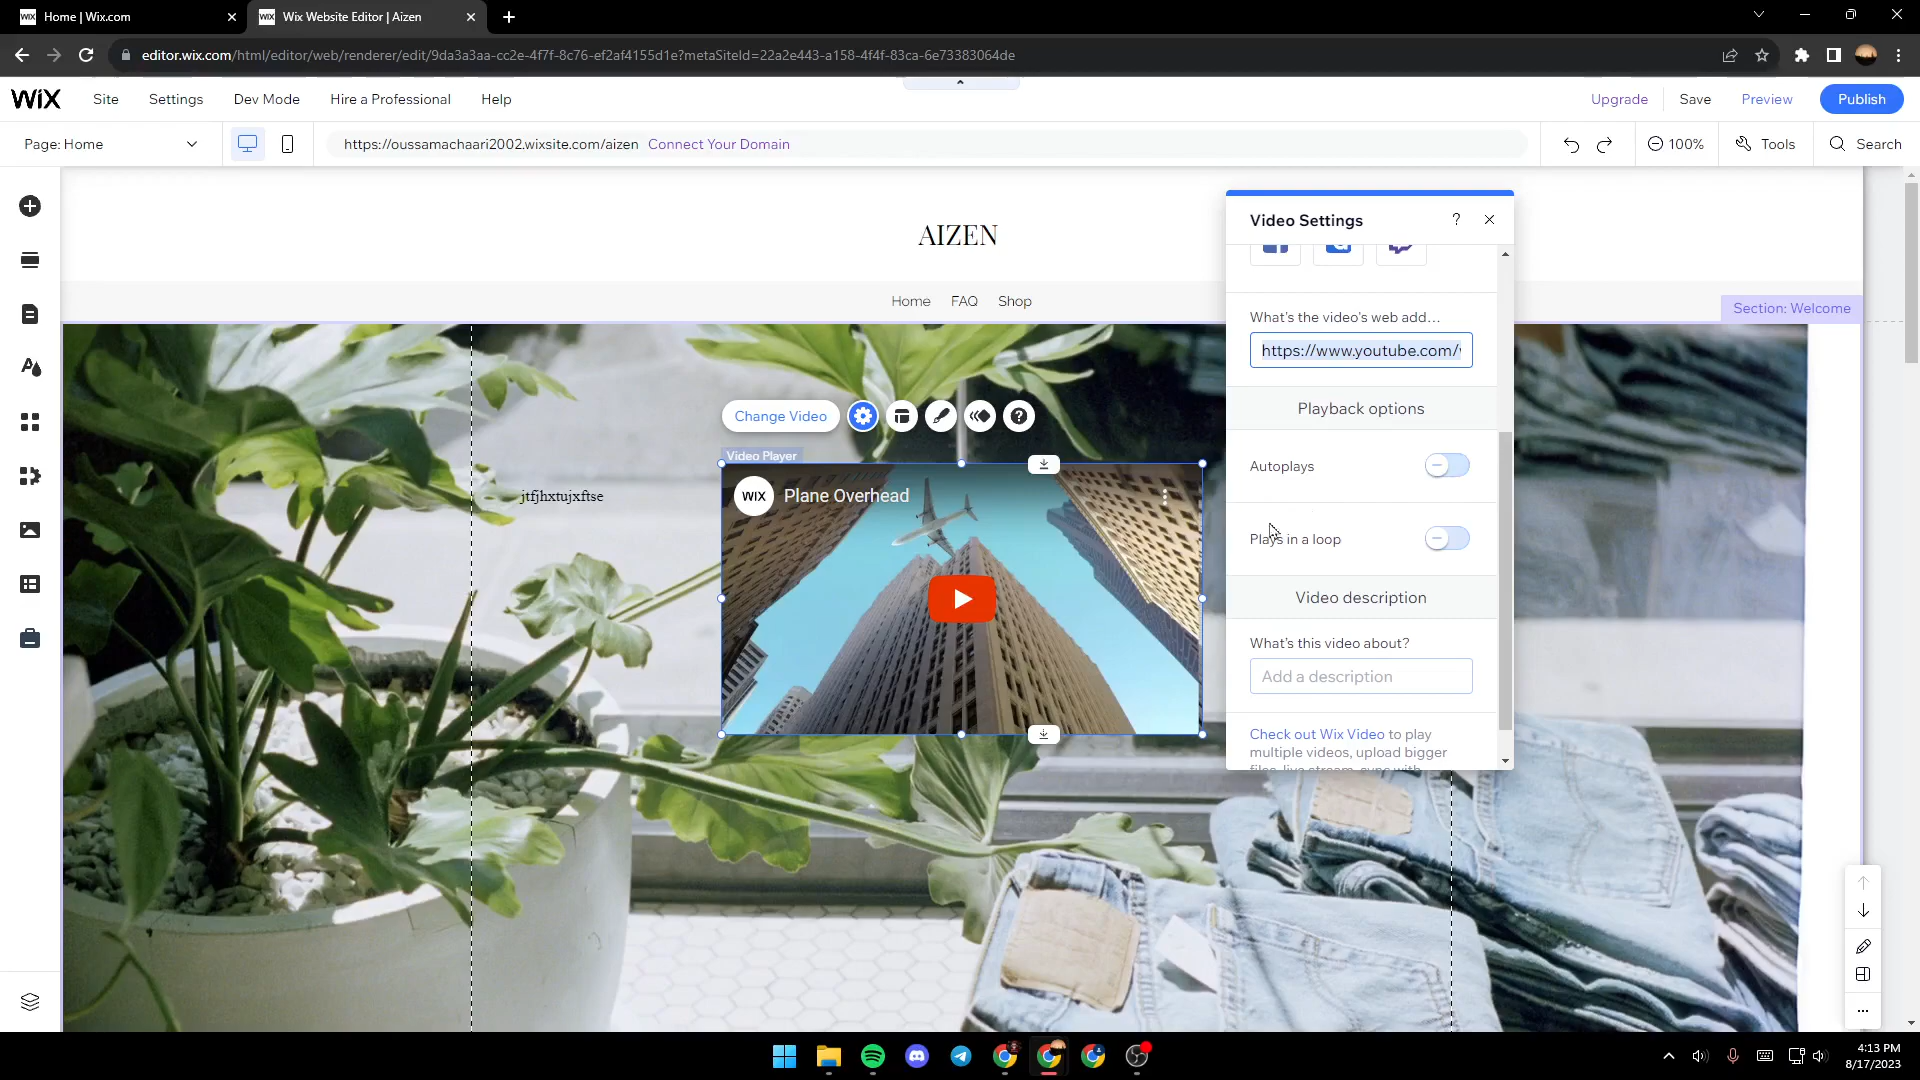 Home | Wix.com
Wix Website Editor | Aizen
editor.wix.com/html/editor/web/renderer/edit/9da3a3aa-cc2e-4f7f-8c76-ef2af4155d1e?metaSiteId=22a2e443-a158-4f4f-83ca-6e73383064de
WIX
Site
Settings
Dev Mode
Hire a Professional
Help
Upgrade
Save
Preview
Publish
Page: Home
https://oussamachaari2002.wixsite.com/aizen Connect Your Domain
100%
Tools
Search
AIZEN
Home FAQ Shop
Section: Welcome
Video Settings
?
What's the video's web add...
https://www.youtube.com/
Playback options
Autoplays
Plays in a loop
Video description
What's this video about?
Add a description
Check out Wix Video to play
multiple videos, upload bigger
Change Video
Video Player
WIX Plane Overhead
jtfjhxtujxftse
4:13 PM
8/17/2023